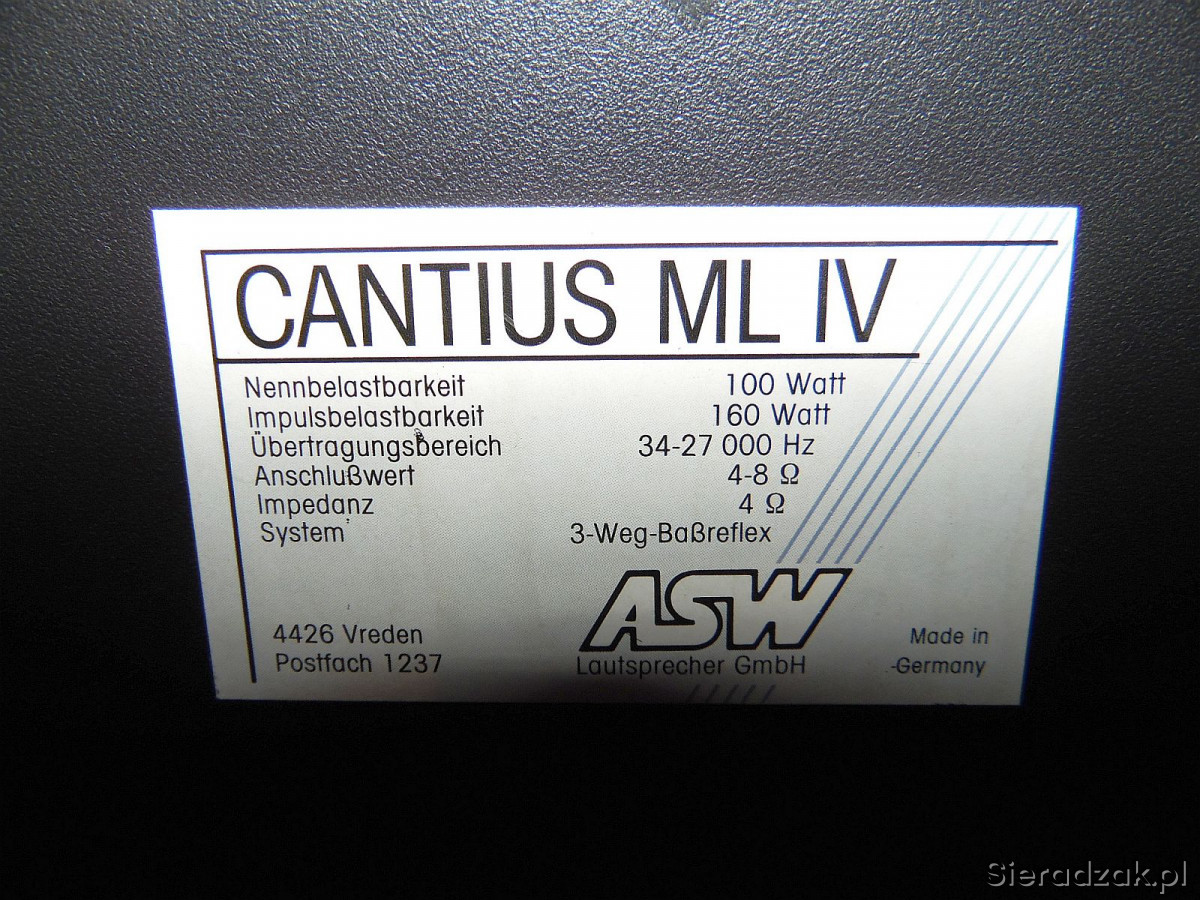 CANTIUS ML IV
Nennbelastbarkeit 100 Watt
Impulsbelastbarkeit 160 Watt
Übertragungsbereich 34-27 000 Hz
Anschlußwert 4-8 Ω
Impedanz 4 Ω
System 3-Weg-Baßreflex
ASW
4426 Vreden Made in
Postfach 1237 Lautsprecher GmbH -Germany
Sieradzak.pl